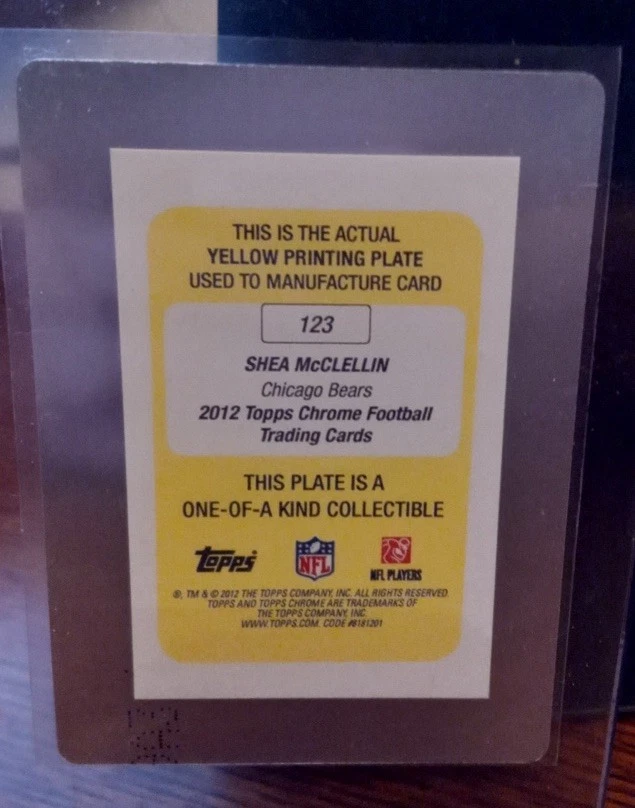 THIS IS THE ACTUAL
YELLOW PRINTING PLATE
USED TO MANUFACTURE CARD
123
SHEA McCLELLIN
Chicago Bears
2012 Topps Chrome Football
Trading Cards
THIS PLATE IS A
ONE-OF-A KIND COLLECTIBLE
topps NFL NFL PLAYERS
®, TM & © 2012 THE TOPPS COMPANY, INC. ALL RIGHTS RESERVED.
TOPPS AND TOPPS CHROME ARE TRADEMARKS OF
THE TOPPS COMPANY, INC.
WWW.TOPPS.COM. CODE #8181201